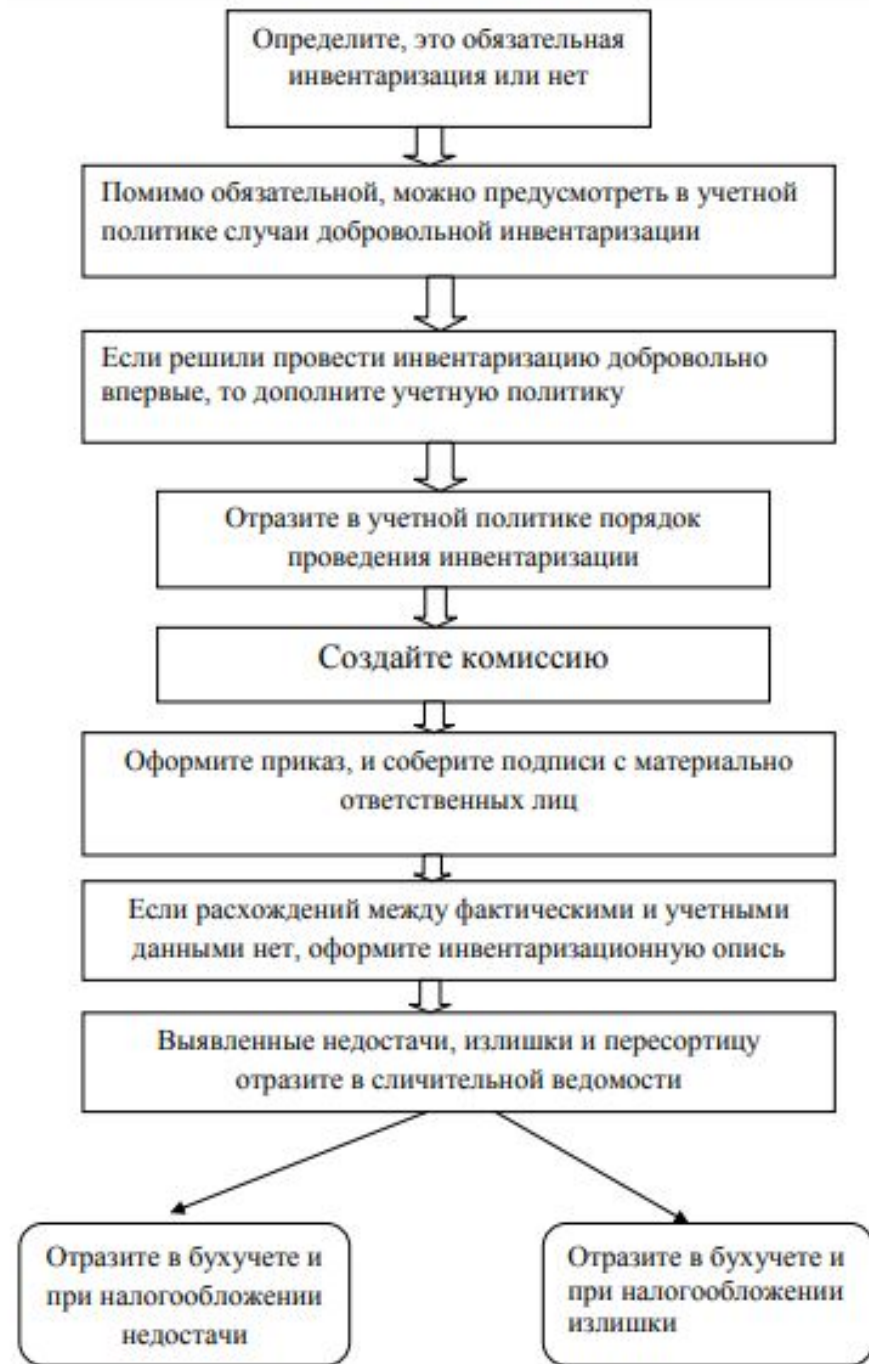 Определите, это обязательная
инвентаризация или нет
Помимо обязательной, можно предусмотреть в учетной
политике случаи добровольной инвентаризации
Если решили провести инвентаризацию добровольно
впервые, то дополните учетную политику
Отразите в учетной политике порядок
проведения инвентаризации
Создайте комиссию
Оформите приказ, и соберите подписи с материально
ответственных лиц
Если расхождений между фактическими и учетными
данными нет, оформите инвентаризационную опись
Выявленные недостачи, излишки и пересортицу
отразите в сличительной ведомости
Отразите в бухучете и
при налогообложении
недостачи
Отразите в бухучете и
при налогообложении
излишки